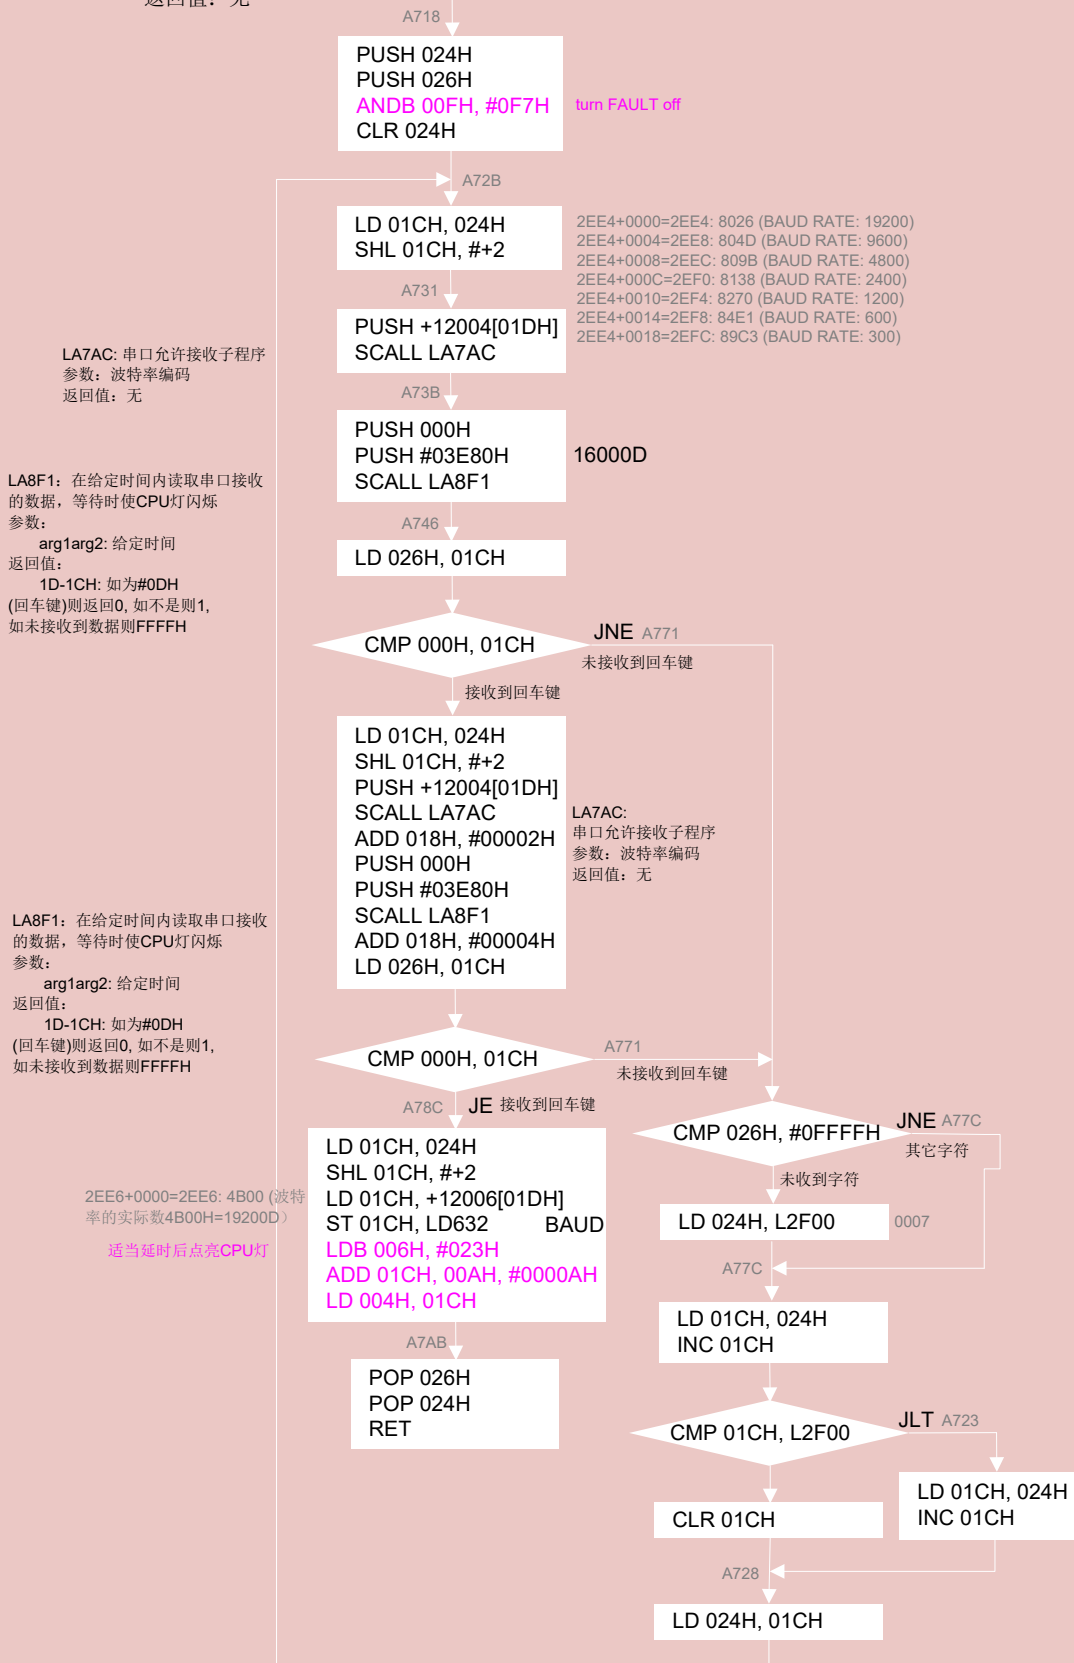 返回值：无
A718
PUSH 024H
PUSH 026H
ANDB 00FH, #0F7H
CLR 024H
turn FAULT off
A72B
LD 01CH, 024H
SHL 01CH, #+2
2EE4+0000=2EE4: 8026 (BAUD RATE: 19200)
2EE4+0004=2EE8: 804D (BAUD RATE: 9600)
2EE4+0008=2EEC: 809B (BAUD RATE: 4800)
2EE4+000C=2EF0: 8138 (BAUD RATE: 2400)
2EE4+0010=2EF4: 8270 (BAUD RATE: 1200)
2EE4+0014=2EF8: 84E1 (BAUD RATE: 600)
2EE4+0018=2EFC: 89C3 (BAUD RATE: 300)
A731
PUSH +12004[01DH]
SCALL LA7AC
LA7AC: 串口允许接收子程序
参数：波特率编码
返回值：无
A73B
PUSH 000H
PUSH #03E80H
SCALL LA8F1
16000D
LA8F1：在给定时间内读取串口接收
的数据，等待时使CPU灯闪烁
参数：
arg1arg2: 给定时间
返回值：
1D-1CH: 如为#0DH
(回车键)则返回0, 如不是则1,
如未接收到数据则FFFFH
A746
LD 026H, 01CH
CMP 000H, 01CH
JNE A771
未接收到回车键
接收到回车键
LD 01CH, 024H
SHL 01CH, #+2
PUSH +12004[01DH]
SCALL LA7AC
ADD 018H, #00002H
PUSH 000H
PUSH #03E80H
SCALL LA8F1
ADD 018H, #00004H
LD 026H, 01CH
LA7AC:
串口允许接收子程序
参数：波特率编码
返回值：无
LA8F1：在给定时间内读取串口接收
的数据，等待时使CPU灯闪烁
参数：
arg1arg2: 给定时间
返回值：
1D-1CH: 如为#0DH
(回车键)则返回0, 如不是则1,
如未接收到数据则FFFFH
CMP 000H, 01CH
A771
未接收到回车键
A78C
JE 接收到回车键
LD 01CH, 024H
SHL 01CH, #+2
LD 01CH, +12006[01DH]
ST 01CH, LD632 BAUD
LDB 006H, #023H
ADD 01CH, 00AH, #0000AH
LD 004H, 01CH
2EE6+0000=2EE6: 4B00 (波特
率的实际数4B00H=19200D）
适当延时后点亮CPU灯
CMP 026H, #0FFFFH
JNE A77C
其它字符
未收到字符
LD 024H, L2F00
0007
A77C
LD 01CH, 024H
INC 01CH
A7AB
POP 026H
POP 024H
RET
CMP 01CH, L2F00
JLT A723
LD 01CH, 024H
INC 01CH
CLR 01CH
A728
LD 024H, 01CH